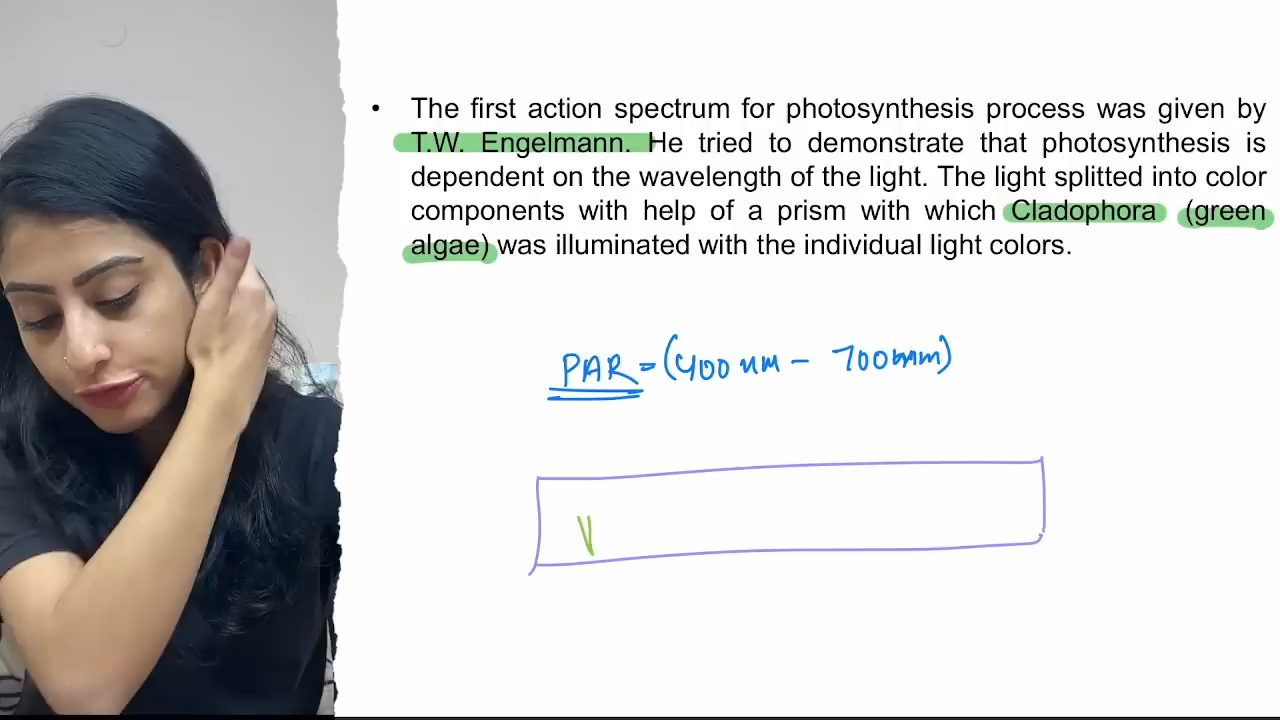 • The first action spectrum for photosynthesis process was given by
T.W. Engelmann. He tried to demonstrate that photosynthesis is
dependent on the wavelength of the light. The light splitted into color
components with help of a prism with which Cladophora (green
algae) was illuminated with the individual light colors.
PAR = (400 nm - 700 nm)
V